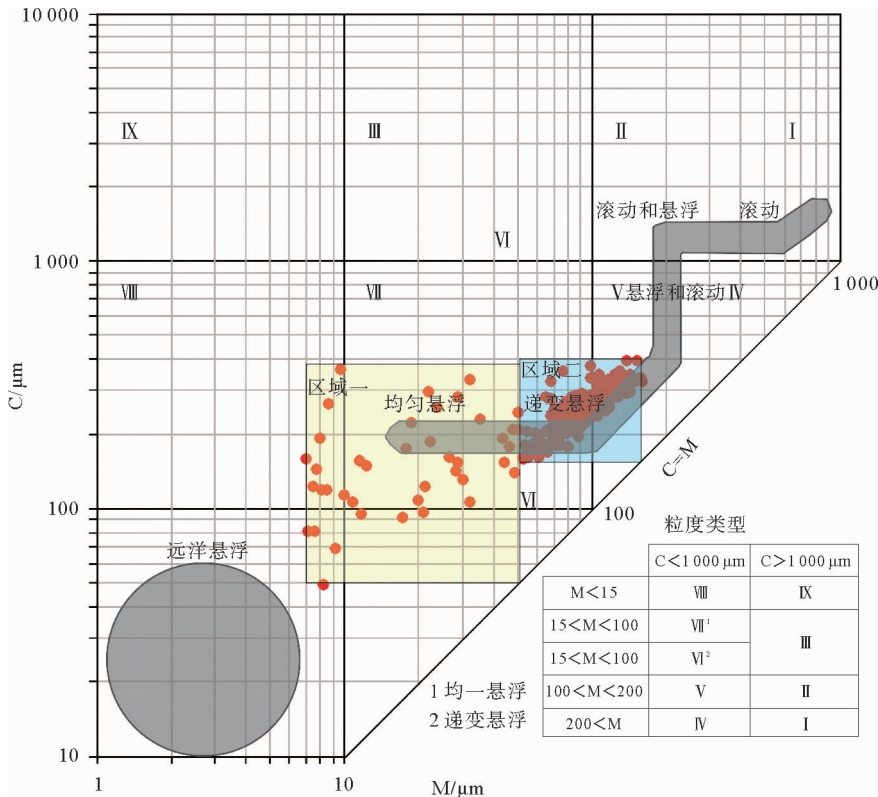 10 000
Ⅸ
Ⅲ
Ⅱ
Ⅰ
滚动和悬浮
滚动
Ⅵ
1 000
Ⅷ
Ⅶ
Ⅴ悬浮和滚动Ⅳ
1 000
C/μm
区域一
区域二
均匀悬浮
递变悬浮
C=M
100
Ⅵ
100
远洋悬浮
粒度类型
C<1 000 μm
C>1 000 μm
M<15
Ⅷ
Ⅸ
15<M<100
Ⅶ¹
Ⅲ
15<M<100
Ⅵ²
100<M<200
Ⅴ
Ⅱ
200<M
Ⅳ
Ⅰ
1 均一悬浮
2 递变悬浮
10
1
10
M/μm